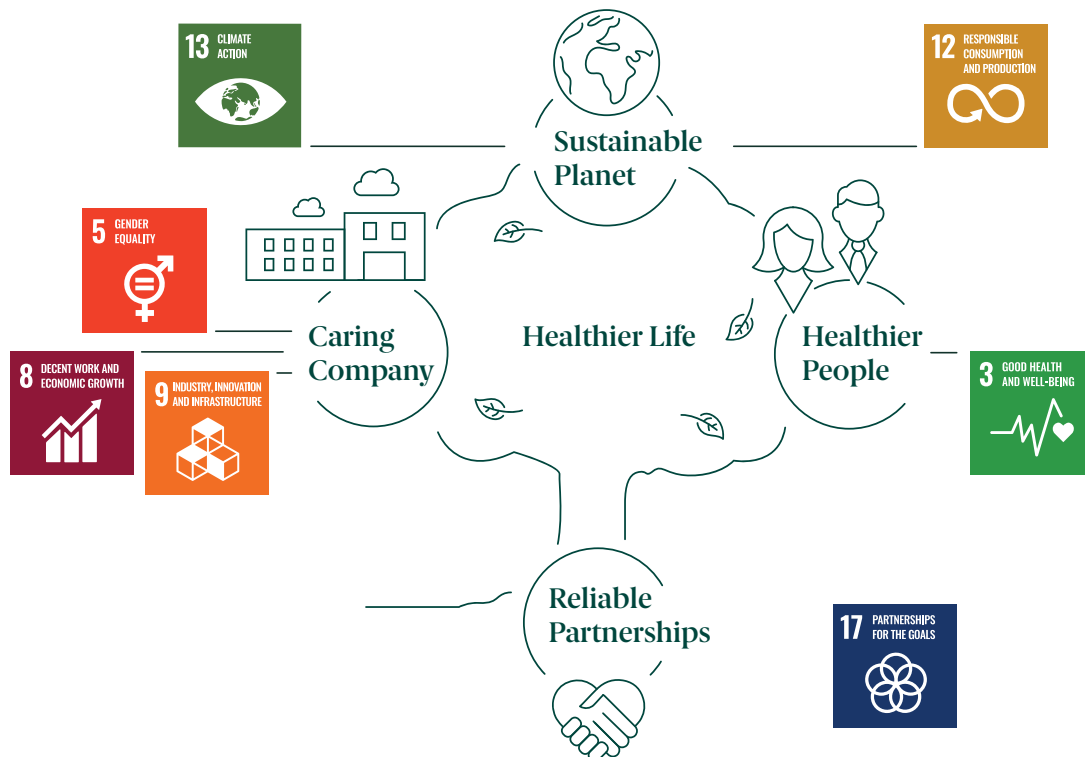 13 CLIMATE
ACTION
12 RESPONSIBLE
CONSUMPTION
AND PRODUCTION
Sustainable
Planet
5 GENDER
EQUALITY
Caring
Company
Healthier Life
Healthier
People
8 DECENT WORK AND
ECONOMIC GROWTH
9 INDUSTRY, INNOVATION
AND INFRASTRUCTURE
3 GOOD HEALTH
AND WELL-BEING
Reliable
Partnerships
17 PARTNERSHIPS
FOR THE GOALS